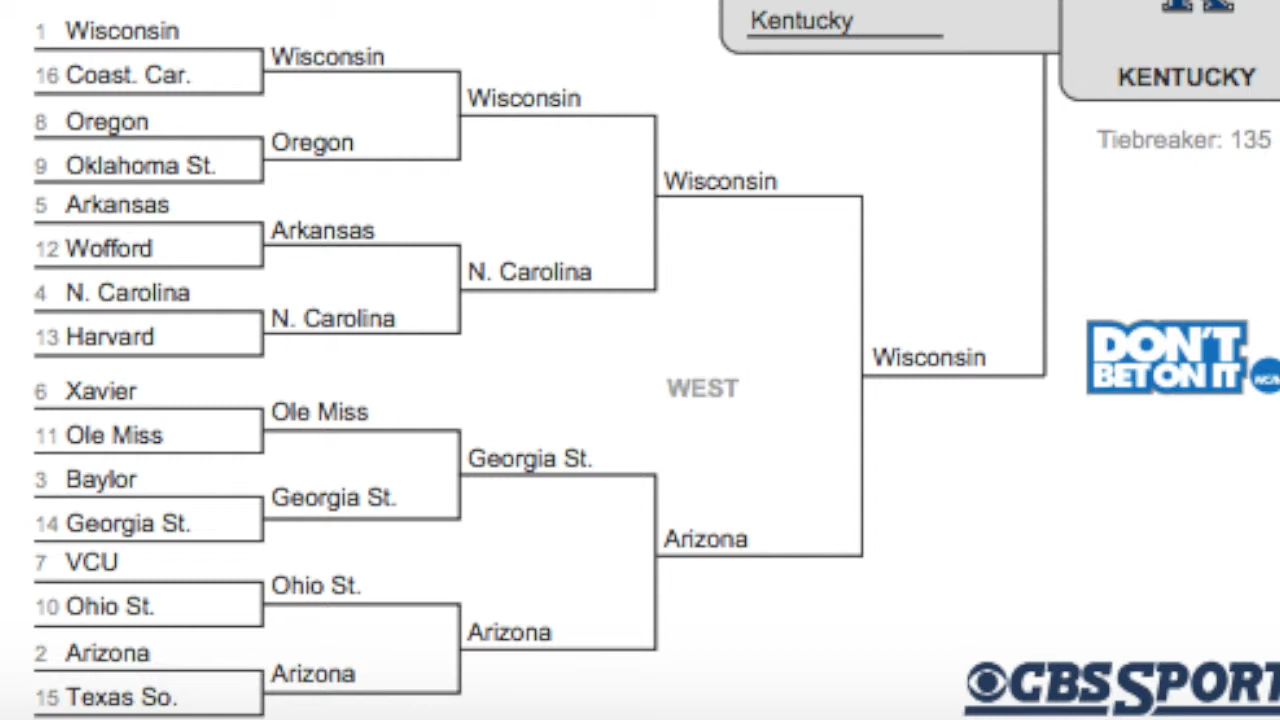 1 Wisconsin
16 Coast. Car.
8 Oregon
9 Oklahoma St.
5 Arkansas
12 Wofford
4 N. Carolina
13 Harvard
6 Xavier
11 Ole Miss
3 Baylor
14 Georgia St.
7 VCU
10 Ohio St.
2 Arizona
15 Texas So.
Wisconsin
Oregon
Arkansas
N. Carolina
Ole Miss
Georgia St.
Ohio St.
Arizona
Wisconsin
N. Carolina
Georgia St.
Arizona
Wisconsin
Arizona
WEST
Wisconsin
Kentucky
KENTUCKY
Tiebreaker: 135
DON'T
BET ON IT
CBS SPORT